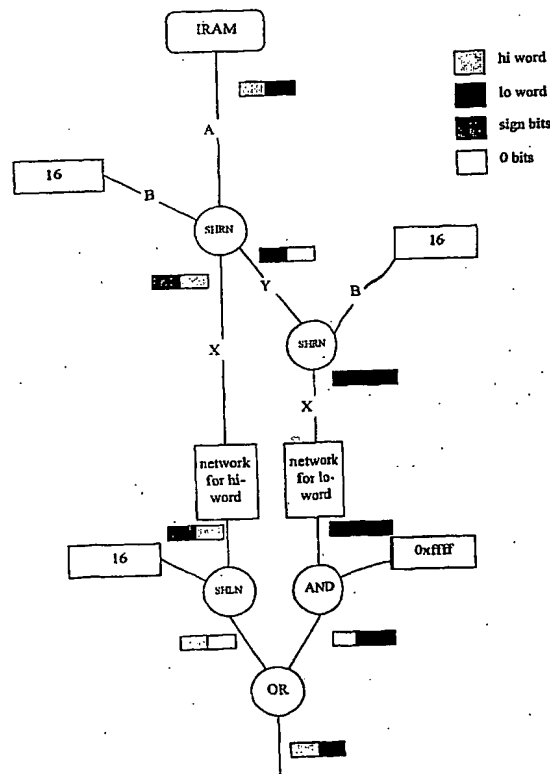 IRAM
hi word
lo word
sign bits
0 bits
A
16
B
SHRN
16
Y
B
X
SHRN
X
network
for hi-
word
network
for lo-
word
16
0xffff
SHLN
AND
OR